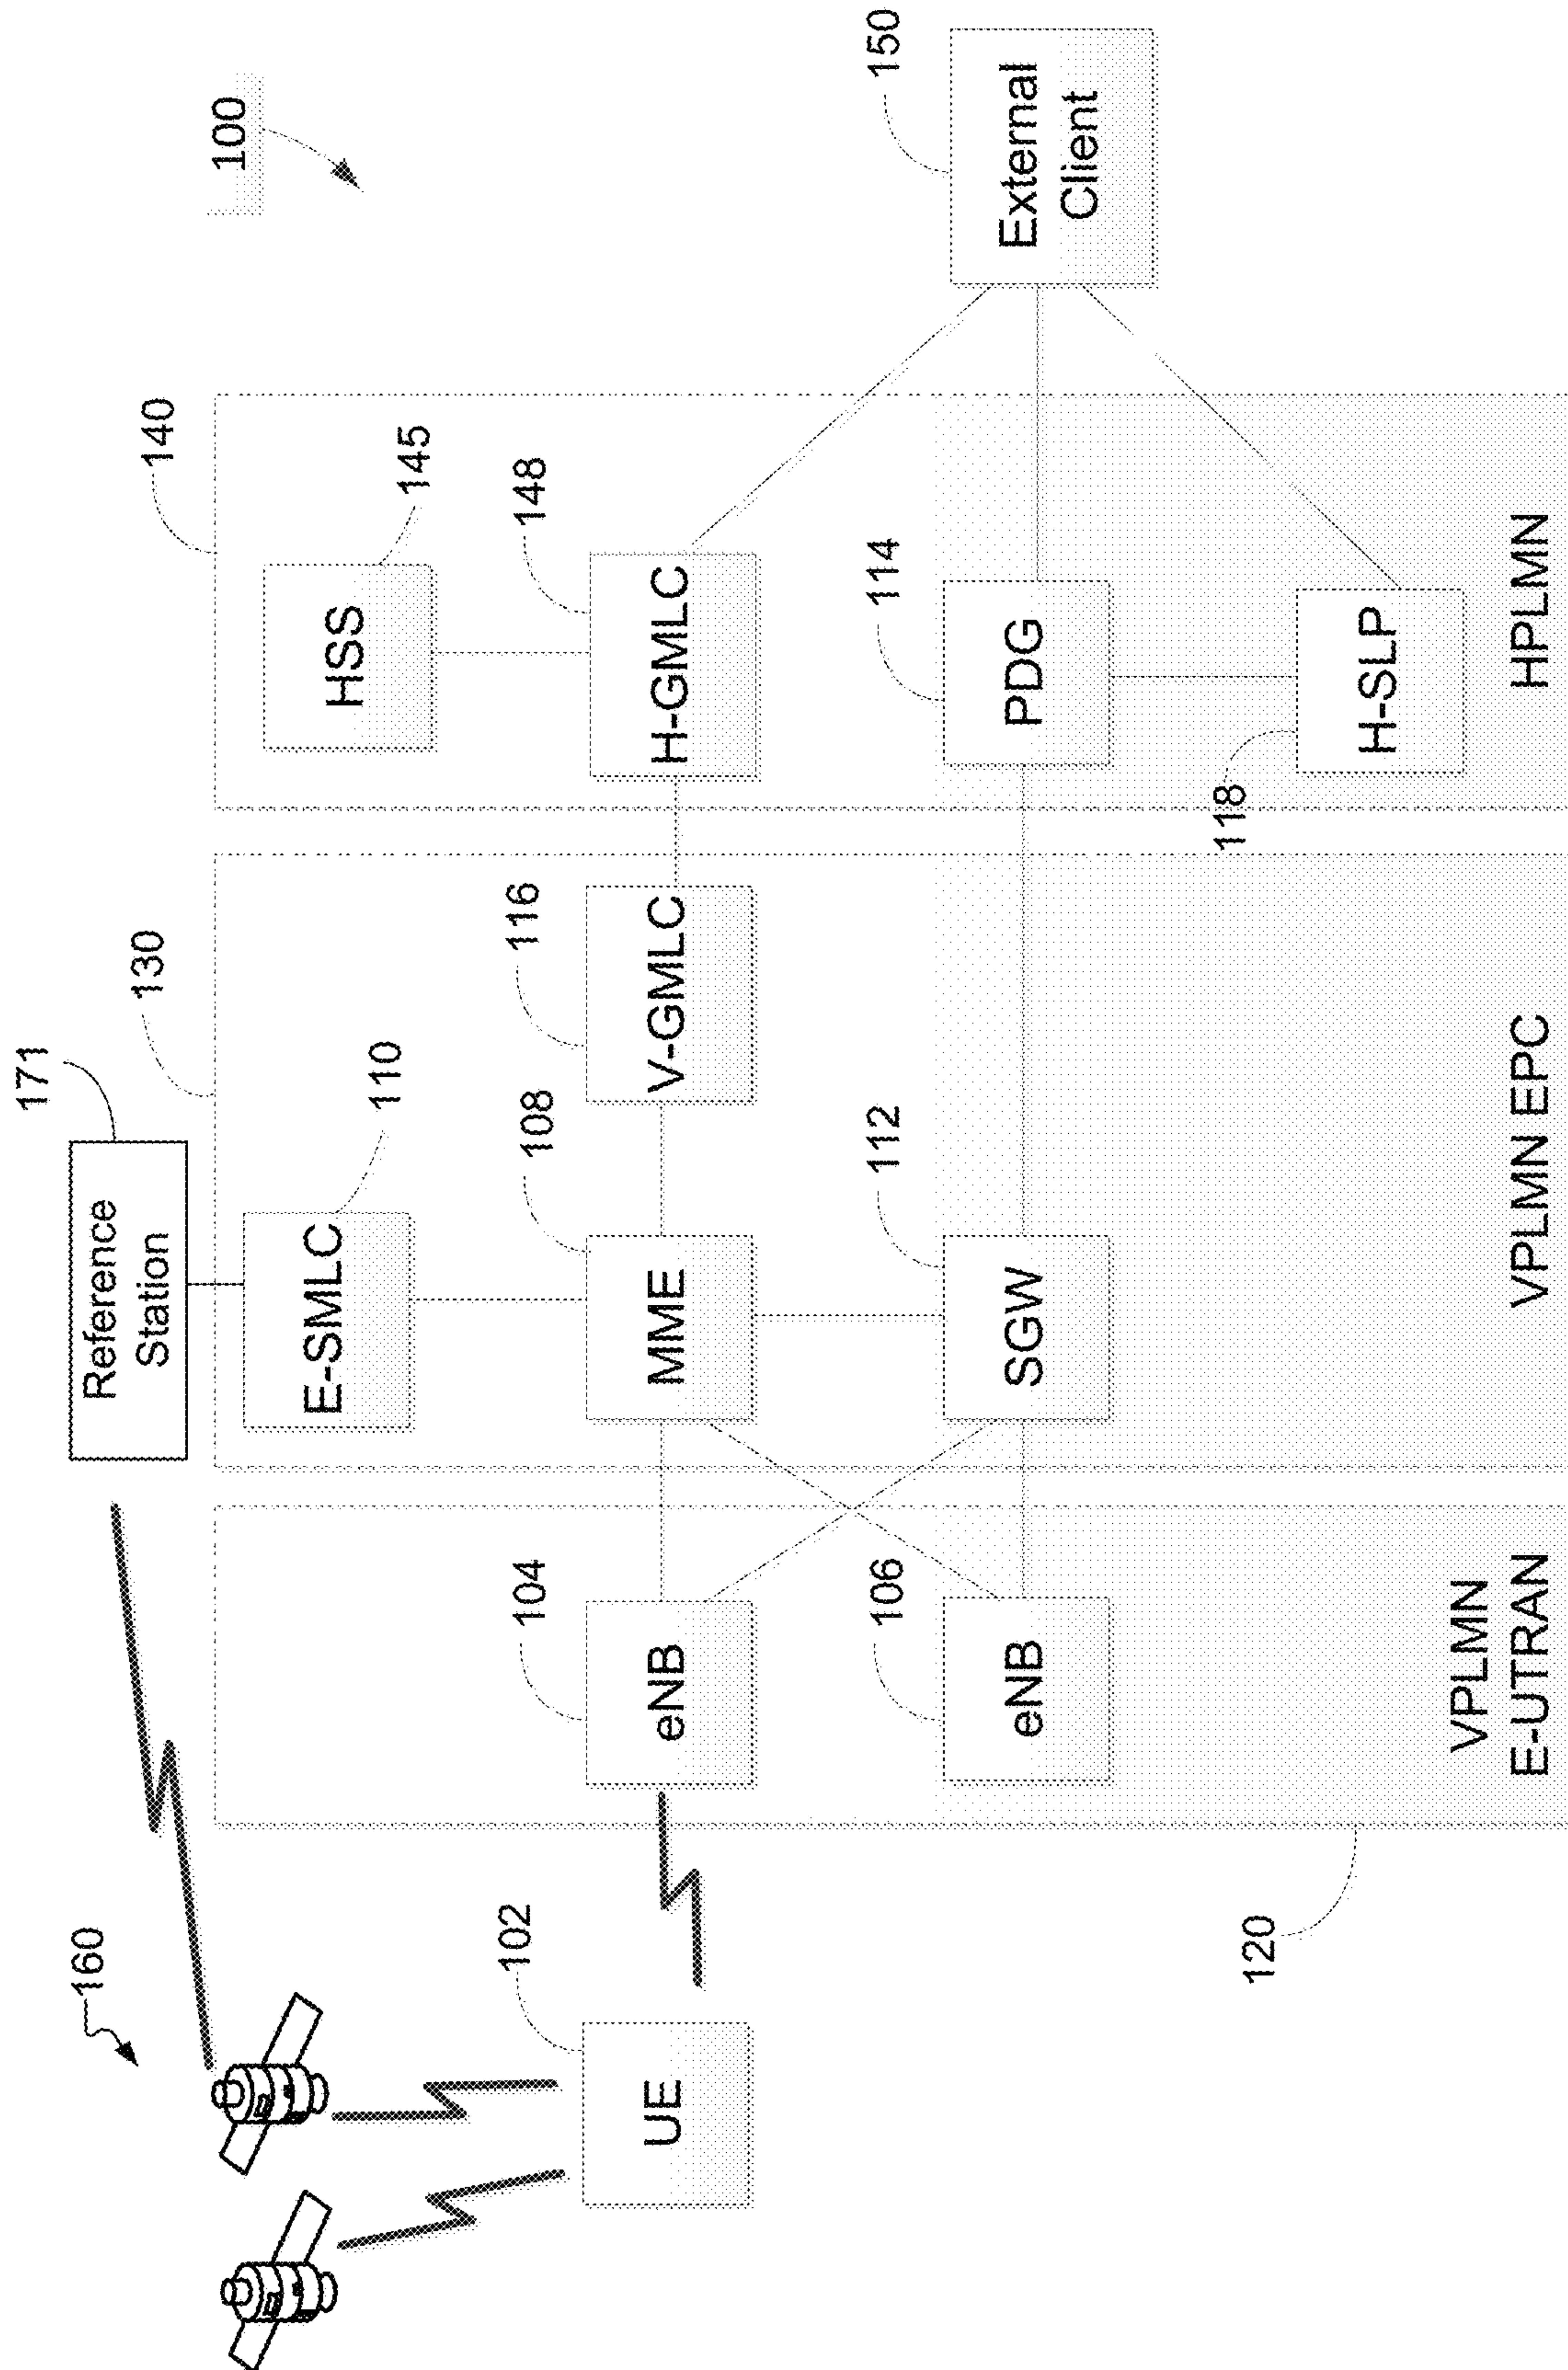 100
160
171
Reference
Station
130
140
E-SMLC
110
HSS
145
UE
102
eNB
104
MME
108
V-GMLC
116
H-GMLC
148
eNB
106
SGW
112
PDG
114
External
Client
150
H-SLP
118
120
VPLMN
E-UTRAN
VPLMN EPC
HPLMN